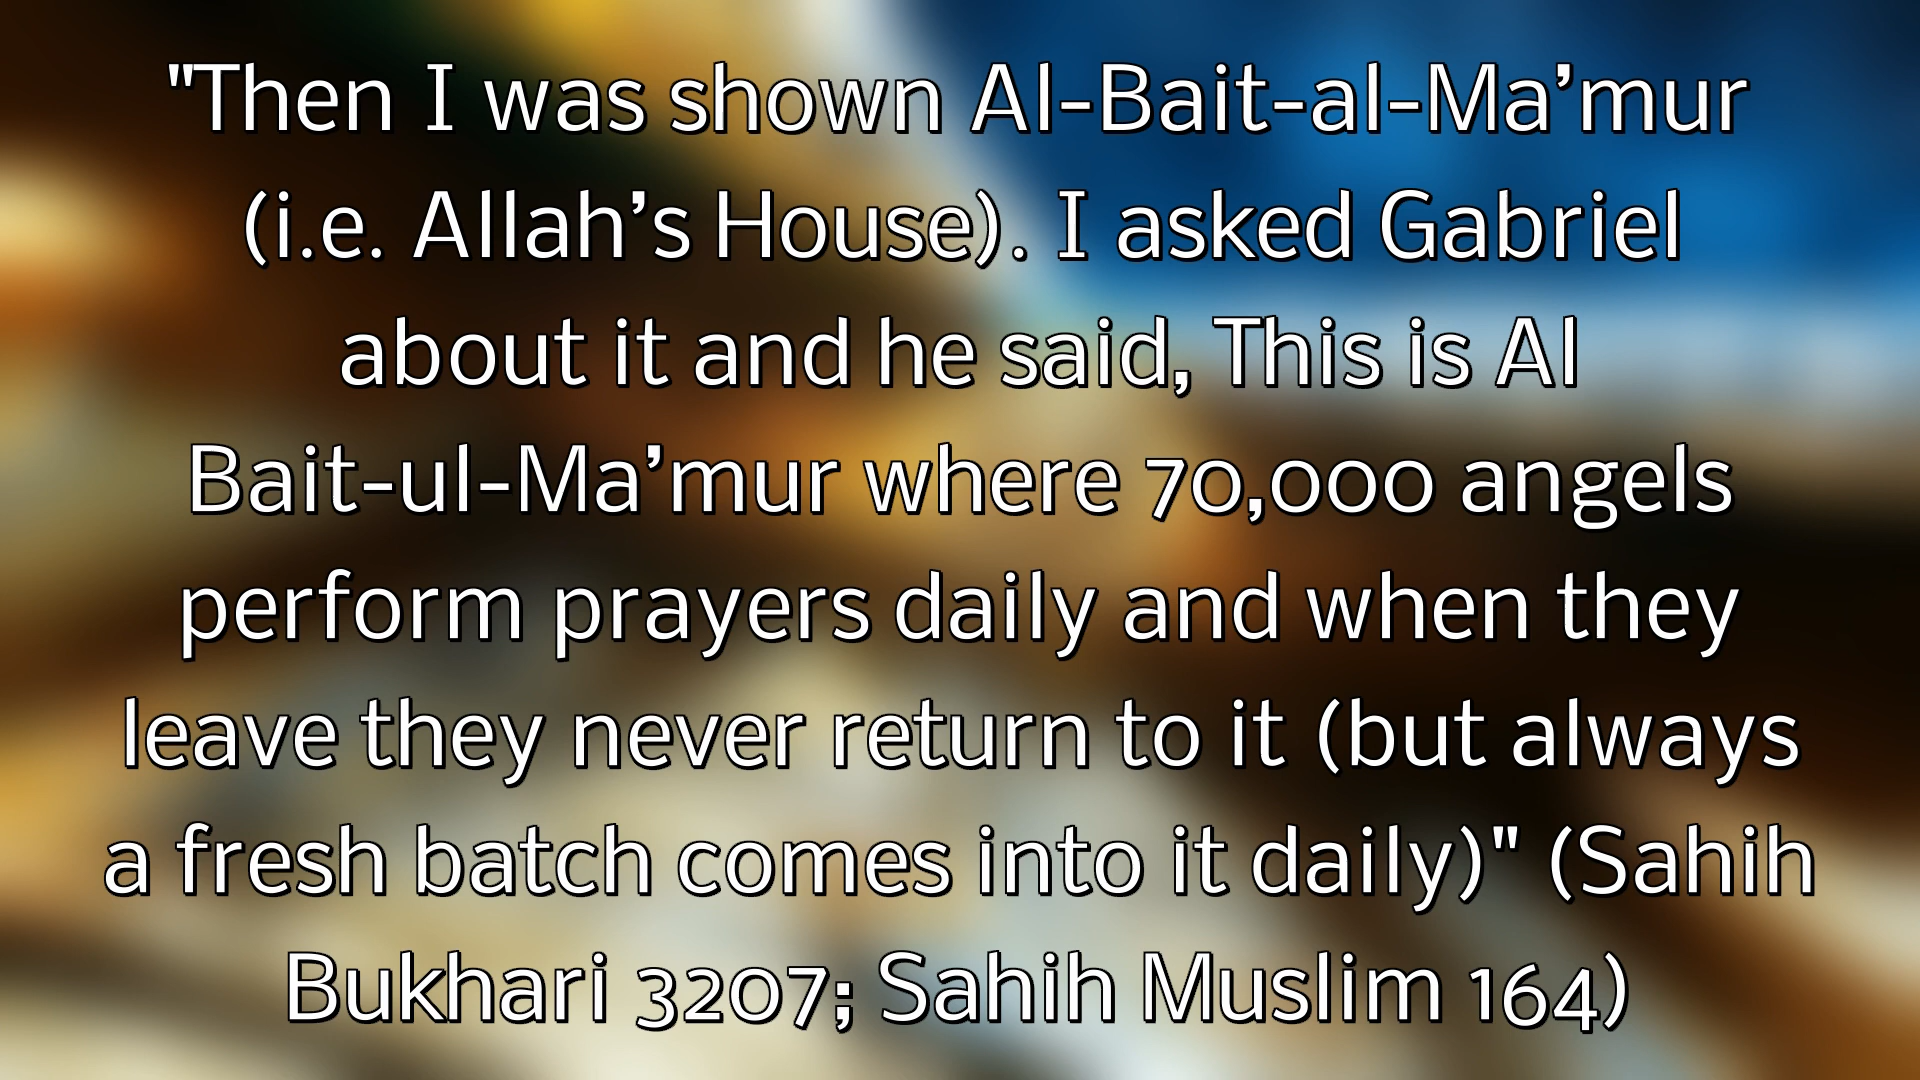 "Then I was shown Al-Bait-al-Ma’mur
(i.e. Allah’s House). I asked Gabriel
about it and he said, This is Al
Bait-ul-Ma’mur where 70,000 angels
perform prayers daily and when they
leave they never return to it (but always
a fresh batch comes into it daily)" (Sahih
Bukhari 3207; Sahih Muslim 164)